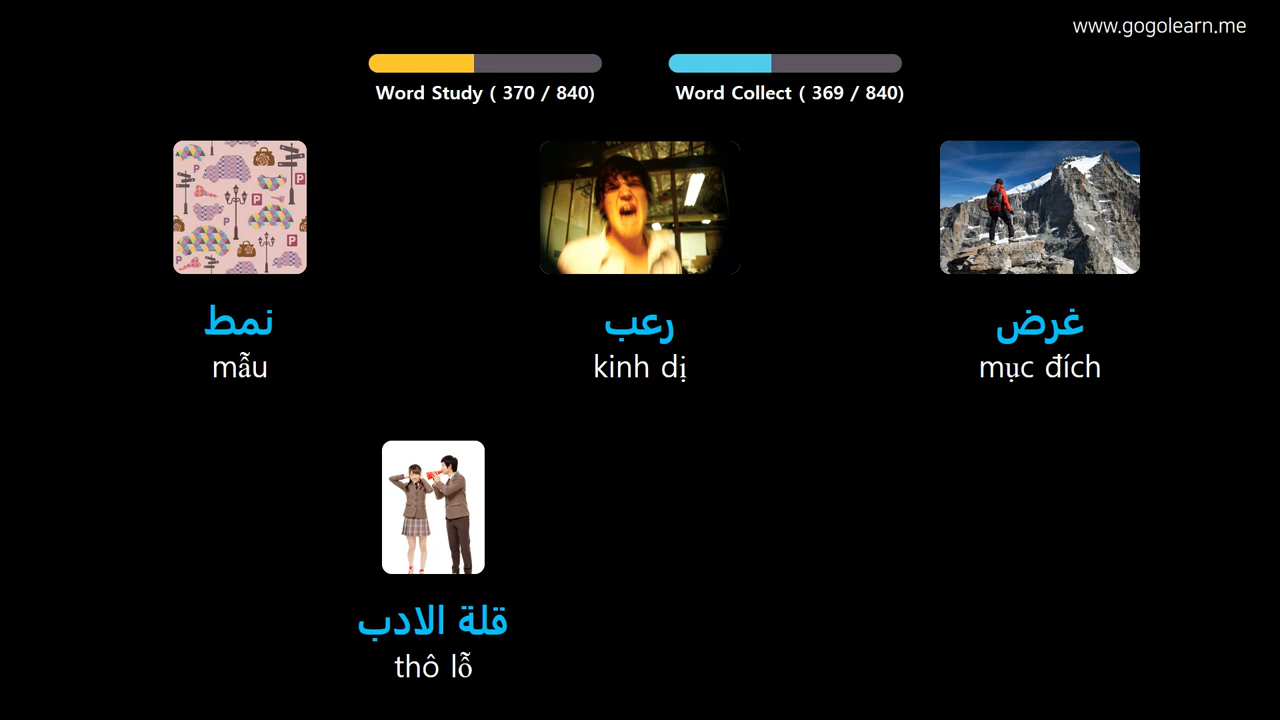 www.gogolearn.me
Word Study ( 370 / 840)
Word Collect ( 369 / 840)
نمط
mẫu
رعب
kinh dị
غرض
mục đích
قلة الادب
thô lỗ